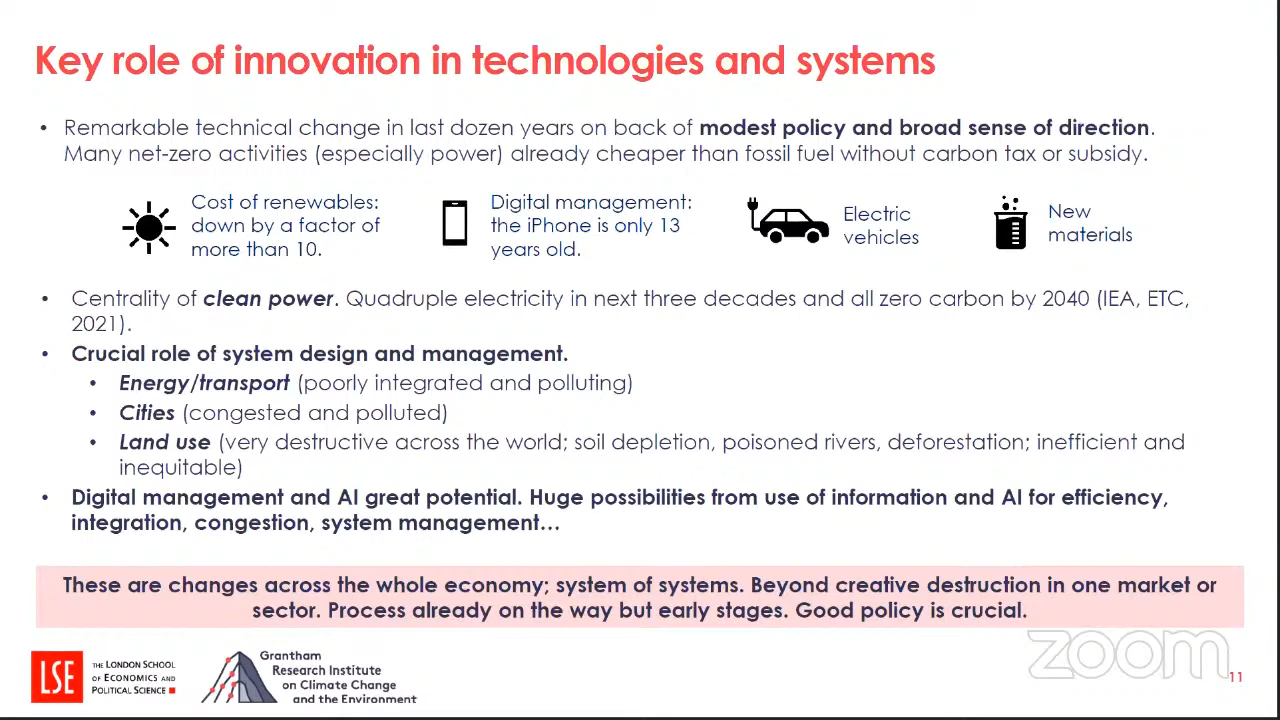 Key role of innovation in technologies and systems
• Remarkable technical change in last dozen years on back of modest policy and broad sense of direction.
Many net-zero activities (especially power) already cheaper than fossil fuel without carbon tax or subsidy.
Cost of renewables:
down by a factor of
more than 10.
Digital management:
the iPhone is only 13
years old.
Electric
vehicles
New
materials
• Centrality of clean power. Quadruple electricity in next three decades and all zero carbon by 2040 (IEA, ETC,
2021).
• Crucial role of system design and management.
• Energy/transport (poorly integrated and polluting)
• Cities (congested and polluted)
• Land use (very destructive across the world; soil depletion, poisoned rivers, deforestation; inefficient and
inequitable)
• Digital management and AI great potential. Huge possibilities from use of information and AI for efficiency,
integration, congestion, system management…
These are changes across the whole economy; system of systems. Beyond creative destruction in one market or
sector. Process already on the way but early stages. Good policy is crucial.
LSE
THE LONDON SCHOOL
OF ECONOMICS AND
POLITICAL SCIENCE
Grantham
Research Institute
on Climate Change
and the Environment
zoom
11